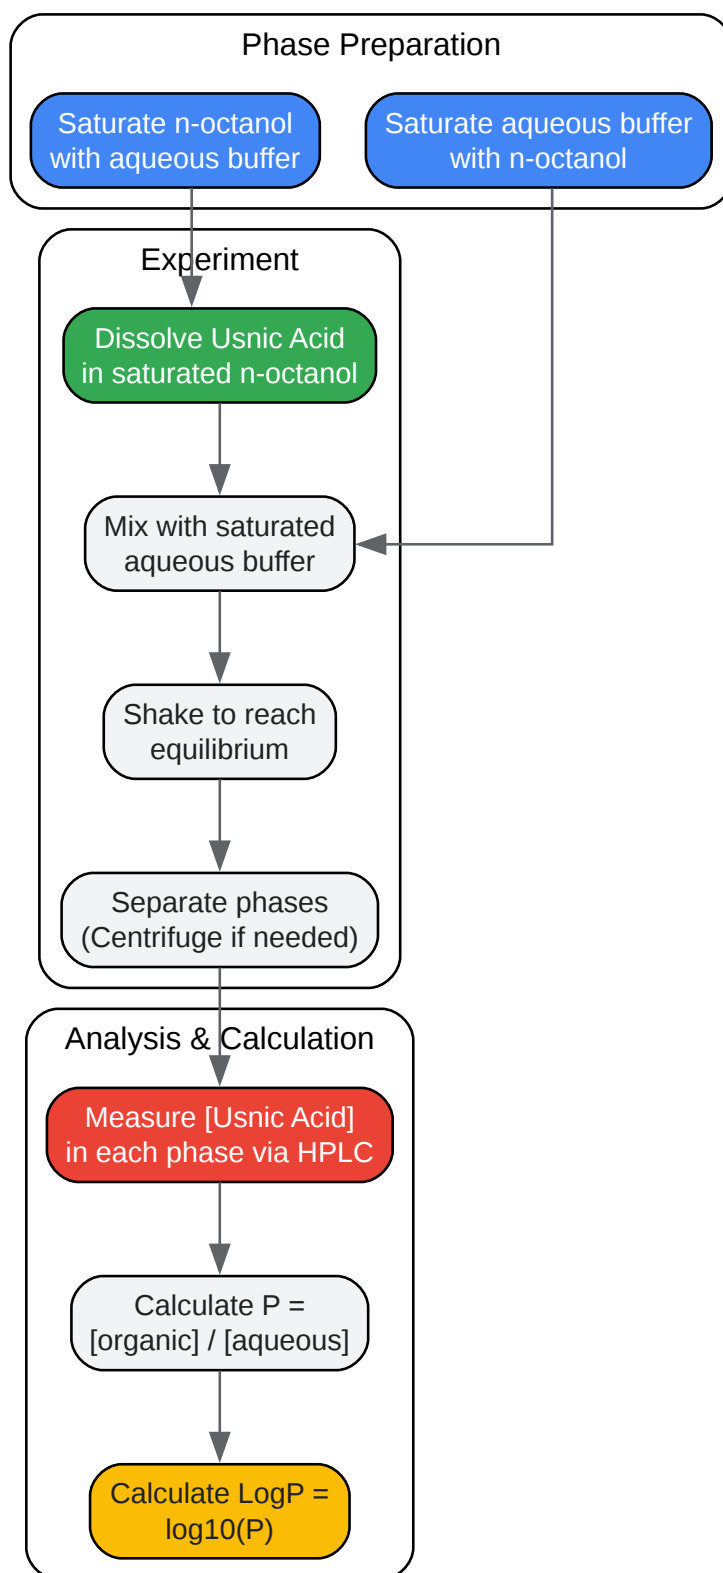 Phase Preparation
Saturate n-octanol
with aqueous buffer
Saturate aqueous buffer
with n-octanol
Experiment
Dissolve Usnic Acid
in saturated n-octanol
Mix with saturated
aqueous buffer
Shake to reach
equilibrium
Separate phases
(Centrifuge if needed)
Analysis & Calculation
Measure [Usnic Acid]
in each phase via HPLC
Calculate P =
[organic] / [aqueous]
Calculate LogP =
log10(P)